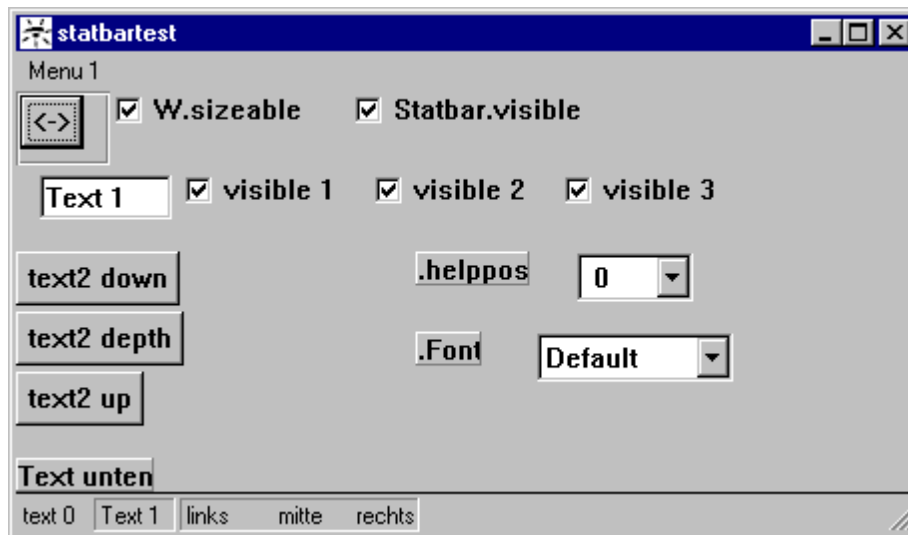 statbartest
Menu 1
<-> W.sizeable Statbar.visible
Text 1 visible 1 visible 2 visible 3
text2 down .helppos 0
text2 depth .Font Default
text2 up
Text unten
text 0 Text 1 links mitte rechts